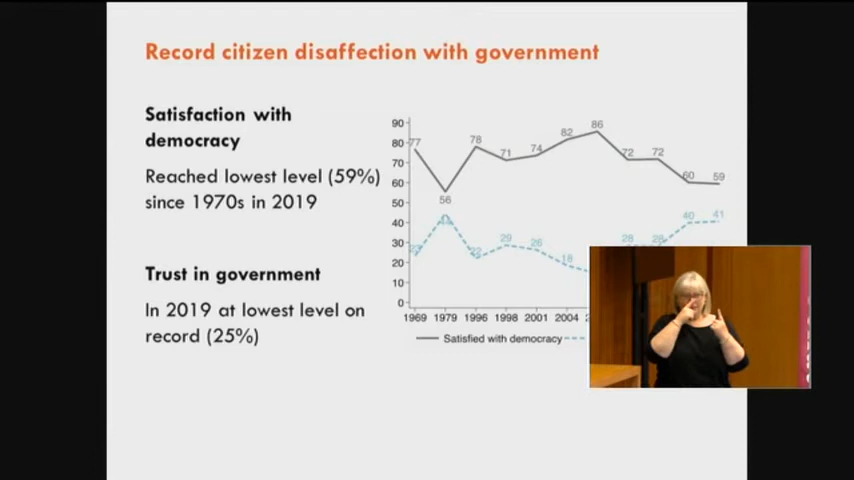 Record citizen disaffection with government
Satisfaction with
democracy
Reached lowest level (59%)
since 1970s in 2019
Trust in government
In 2019 at lowest level on
record (25%)
90
80
70
60
50
40
30
20
10
0
77
56
78
71
74
82
86
72
72
60
59
29
26
18
28
28
40
41
1969 1979 1996 1998 2001 2004
Satisfied with democracy